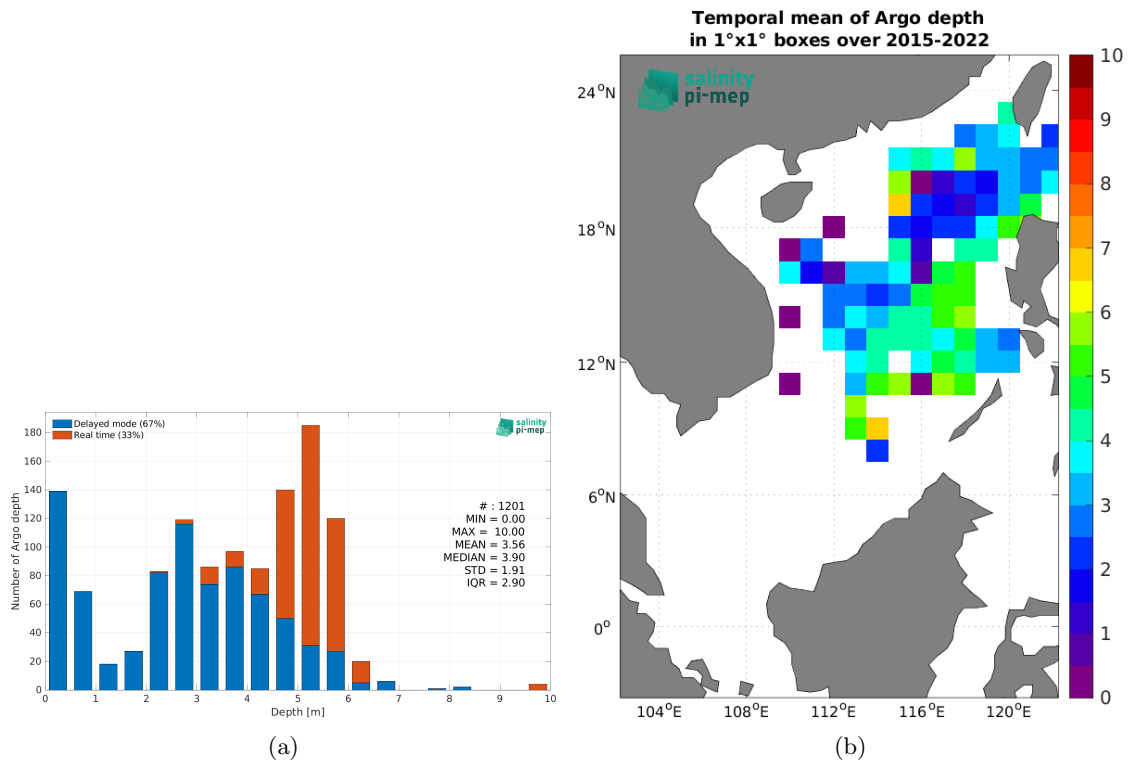 Delayed mode (67%)
Real time (33%)
salinity
pi-mep
180
160
140
120
100
80
60
40
20
0
Number of Argo depth
# : 1201
MIN = 0.00
MAX = 10.00
MEAN = 3.56
MEDIAN = 3.90
STD = 1.91
IQR = 2.90
0 1 2 3 4 5 6 7 8 9 10
Depth [m]
(a)
Temporal mean of Argo depth
in 1°x1° boxes over 2015-2022
salinity
pi-mep
24°N
18°N
12°N
6°N
0°
104°E 108°E 112°E 116°E 120°E
10
9
8
7
6
5
4
3
2
1
0
(b)